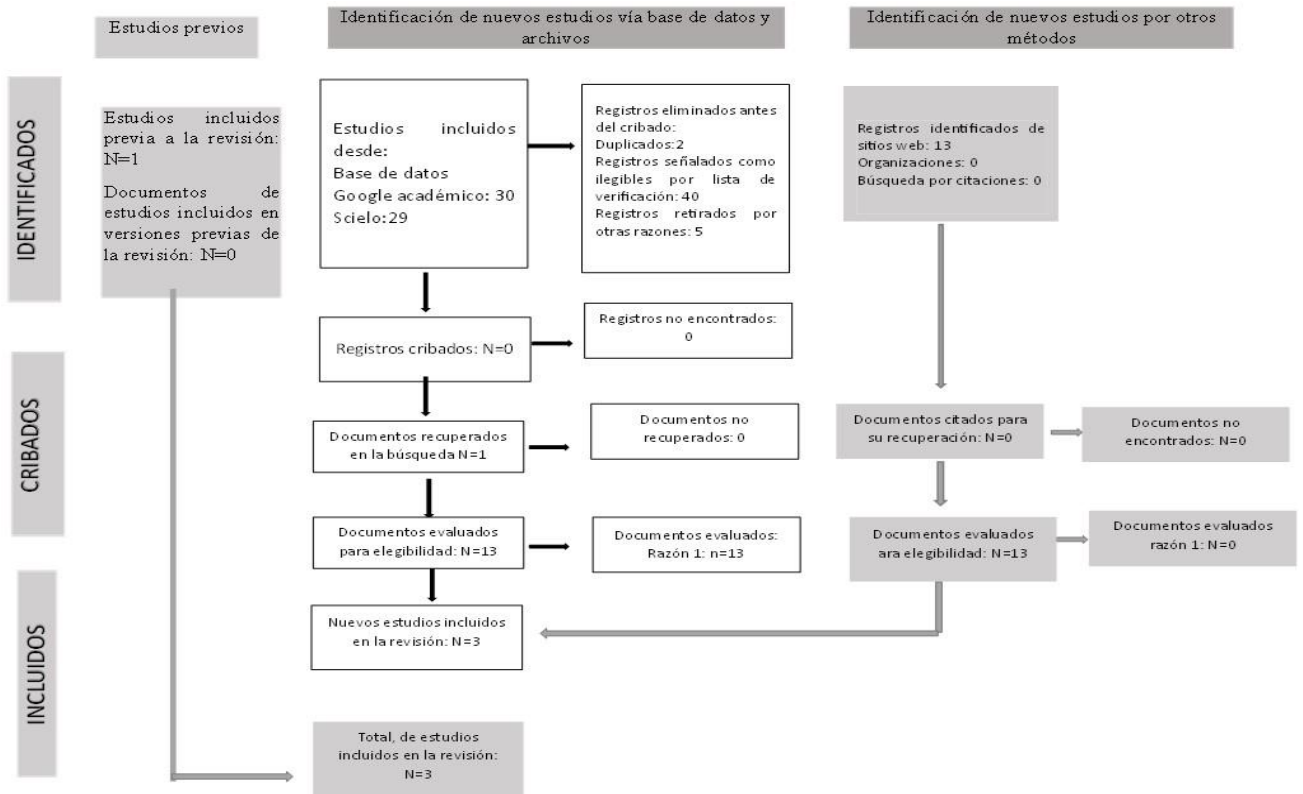 Estudios previos
Identificación de nuevos estudios vía base de datos y
archivos
Identificación de nuevos estudios por otros
métodos
IDENTIFICADOS
Estudios incluidos
previa a la revisión:
N=1
Documentos de
estudios incluidos en
versiones previas de
la revisión: N=0
Estudios incluidos
desde:
Base de datos
Google académico: 30
Scielo:29
Registros eliminados antes
del cribado:
Duplicados:2
Registros señalados como
ilegibles por lista de
verificación: 40
Registros retirados por
otras razones: 5
Registros identificados de
sitios web: 13
Organizaciones: 0
Búsqueda por citaciones: 0
Registros cribados: N=0
Registros no encontrados:
0
CRIBADOS
Documentos recuperados
en la búsqueda N=1
Documentos no
recuperados: 0
Documentos citados para
su recuperación: N=0
Documentos no
encontrados: N=0
Documentos evaluados
para elegibilidad: N=13
Documentos evaluados:
Razón 1: n=13
Documentos evaluados
ara elegibilidad: N=13
Documentos evaluados
razón 1: N=0
INCLUIDOS
Nuevos estudios incluidos
en la revisión: N=3
Total, de estudios
incluidos en la revisión:
N=3